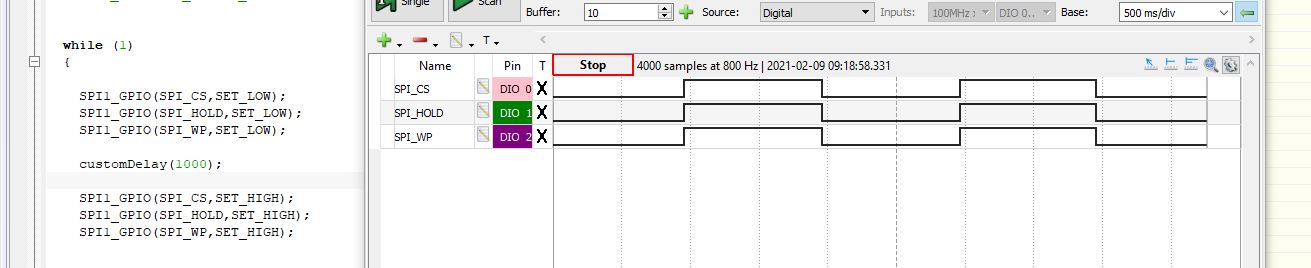 while (1)
{
SPI1_GPIO(SPI_CS,SET_LOW);
SPI1_GPIO(SPI_HOLD,SET_LOW);
SPI1_GPIO(SPI_WP,SET_LOW);
customDelay(1000);
SPI1_GPIO(SPI_CS,SET_HIGH);
SPI1_GPIO(SPI_HOLD,SET_HIGH);
SPI1_GPIO(SPI_WP,SET_HIGH);
Single Scan Buffer: 10 Source: Digital Inputs: 100MHz DIO 0.. Base: 500 ms/div
T
Name Pin T Stop 4000 samples at 800 Hz | 2021-02-09 09:18:58.331
SPI_CS DIO 0 X
SPI_HOLD DIO 1 X
SPI_WP DIO 2 X